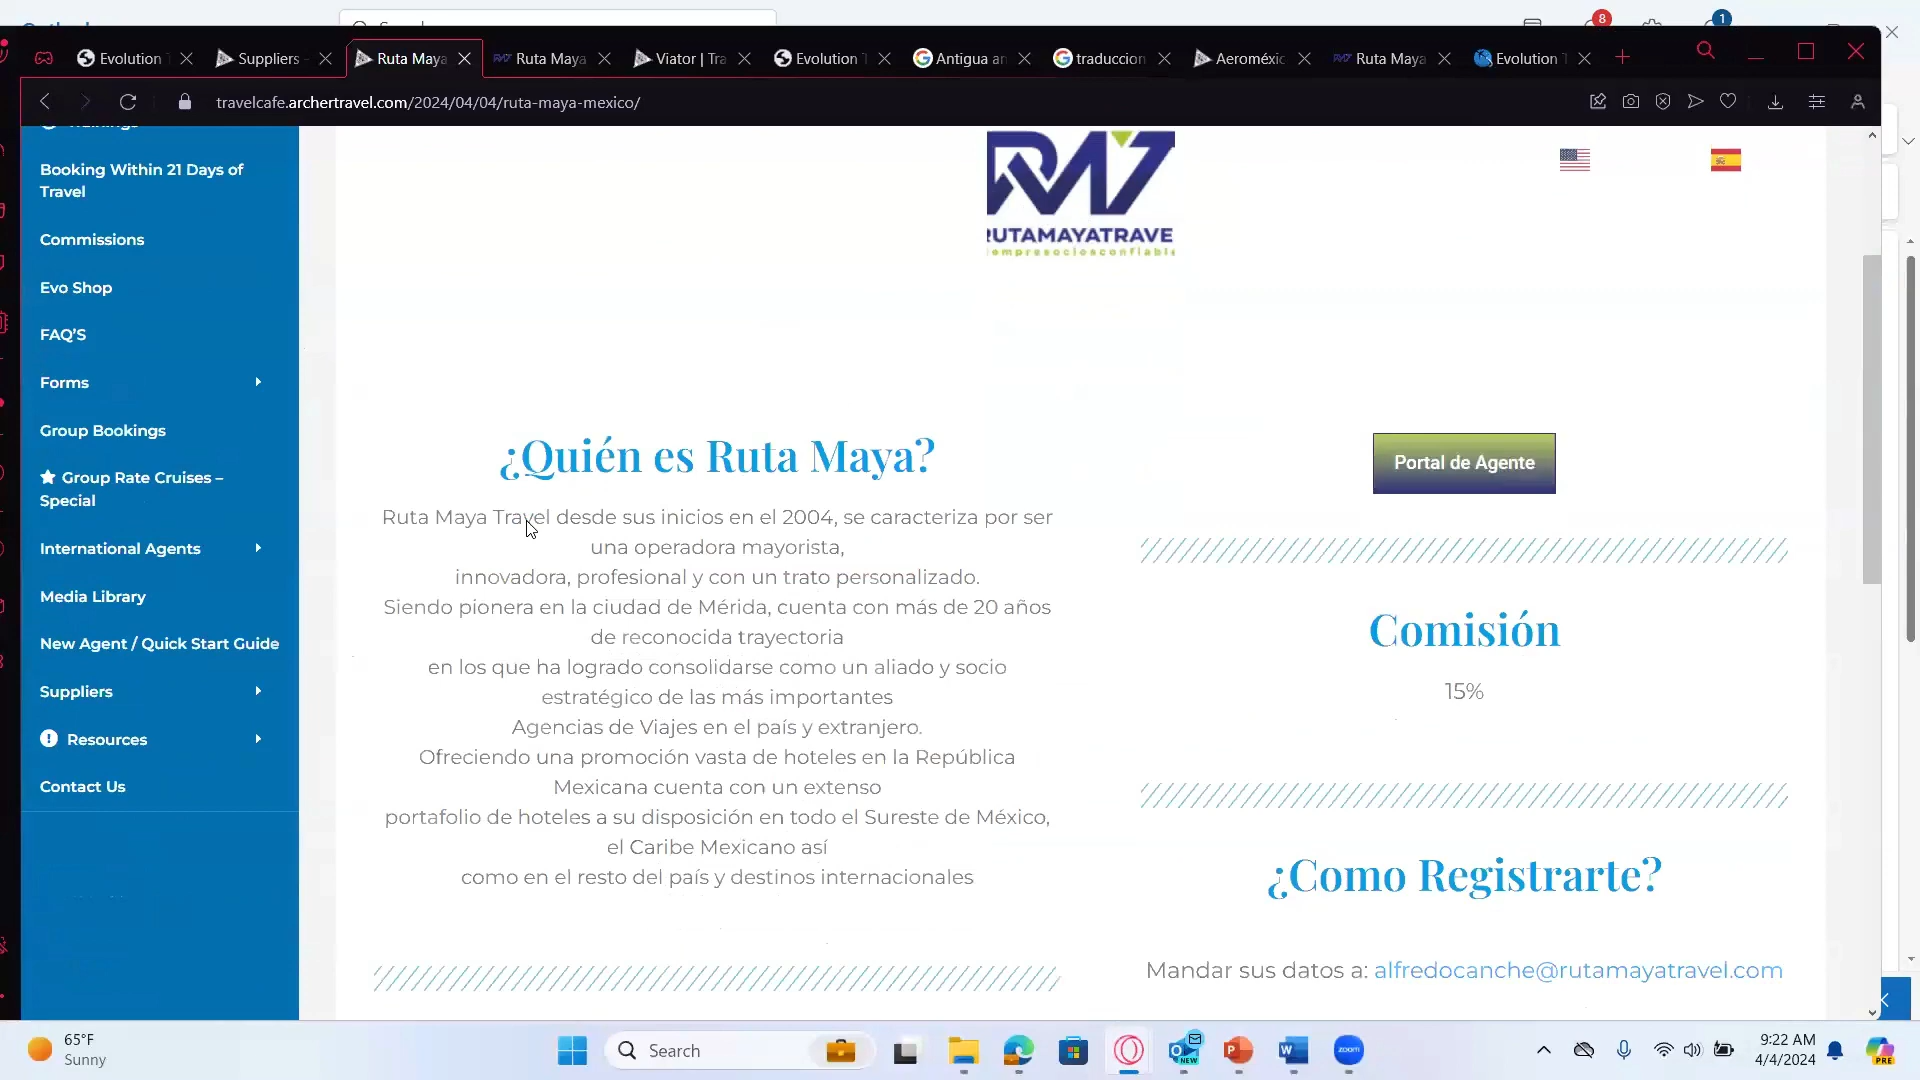 8
1
Evolution
Suppliers -
Ruta Maya
Ruta Maya
Viator | Tra
Evolution
Antigua an
traduccion
Aeroméxic
Ruta Maya
Evolution T
travelcafe.archertravel.com/2024/04/04/ruta-maya-mexico/
Booking Within 21 Days of
Travel
Commissions
Evo Shop
FAQ'S
Forms
Group Bookings
Group Rate Cruises –
Special
International Agents
Media Library
New Agent / Quick Start Guide
Suppliers
Resources
Contact Us
RUTAMAYATRAVE
empresociosconfiable
¿Quién es Ruta Maya?
Ruta Maya Travel desde sus inicios en el 2004, se caracteriza por ser
una operadora mayorista,
innovadora, profesional y con un trato personalizado.
Siendo pionera en la ciudad de Mérida, cuenta con más de 20 años
de reconocida trayectoria
en los que ha logrado consolidarse como un aliado y socio
estratégico de las más importantes
Agencias de Viajes en el país y extranjero.
Ofreciendo una promoción vasta de hoteles en la República
Mexicana cuenta con un extenso
portafolio de hoteles a su disposición en todo el Sureste de México,
el Caribe Mexicano así
como en el resto del país y destinos internacionales
Portal de Agente
Comisión
15%
¿Como Registrarte?
Mandar sus datos a: alfredocanche@rutamayatravel.com
65°F
Sunny
Search
NEW
zoom
9:22 AM
4/4/2024
PRE